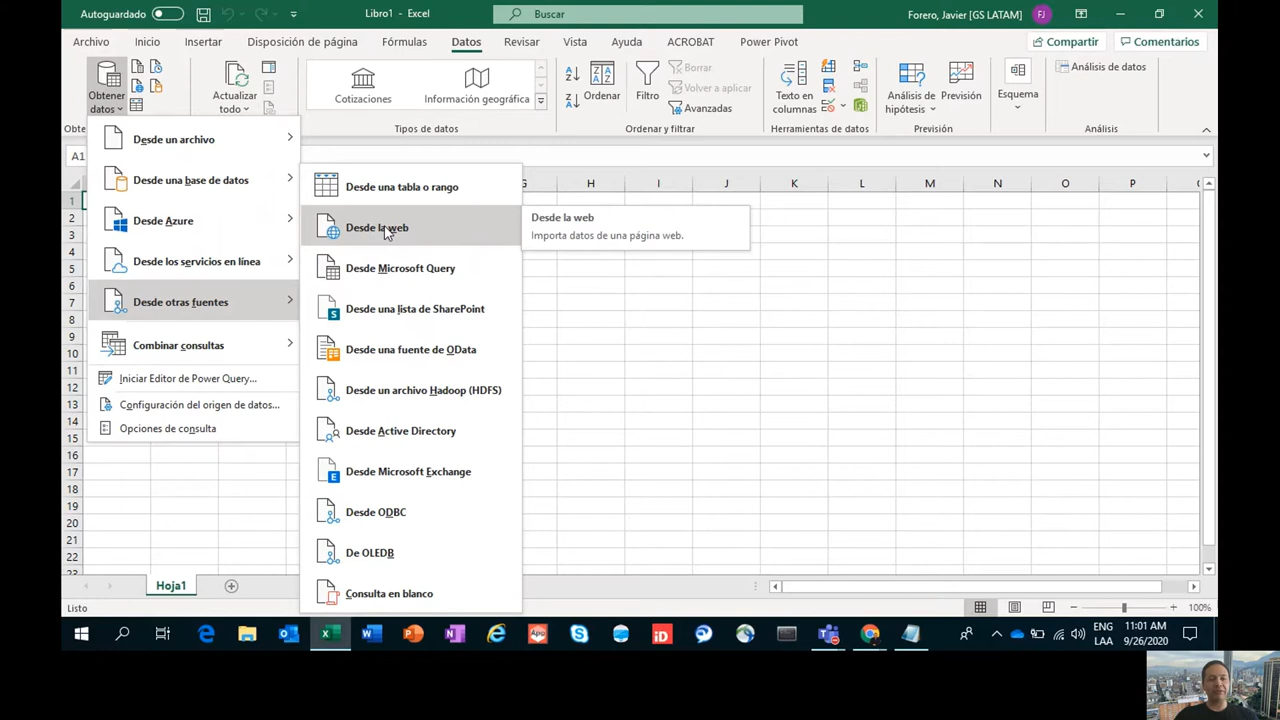 Autoguardado
Libro1 - Excel
Buscar
Forero, Javier [GS LATAM]
FJ
Archivo
Inicio
Insertar
Disposición de página
Fórmulas
Datos
Revisar
Vista
Ayuda
ACROBAT
Power Pivot
Compartir
Comentarios
Obtener
datos
Actualizar
todo
Cotizaciones
Información geográfica
Ordenar
Filtro
Borrar
Volver a aplicar
Avanzadas
Texto en
columnas
Análisis de
hipótesis
Previsión
Esquema
Análisis de datos
Tipos de datos
Ordenar y filtrar
Herramientas de datos
Previsión
Análisis
A1
Desde un archivo
Desde una base de datos
Desde Azure
Desde los servicios en línea
Desde otras fuentes
Combinar consultas
Iniciar Editor de Power Query...
Configuración del origen de datos...
Opciones de consulta
Desde una tabla o rango
Desde la web
Desde Microsoft Query
Desde una lista de SharePoint
Desde una fuente de OData
Desde un archivo Hadoop (HDFS)
Desde Active Directory
Desde Microsoft Exchange
Desde ODBC
De OLEDB
Consulta en blanco
Desde la web
Importa datos de una página web.
G H I J K L M N O P
1
2
3
4
5
6
7
8
9
10
11
12
13
14
15
16
17
18
19
20
21
22
23
Hoja1
Listo
100%
ENG
LAA
11:01 AM
9/26/2020